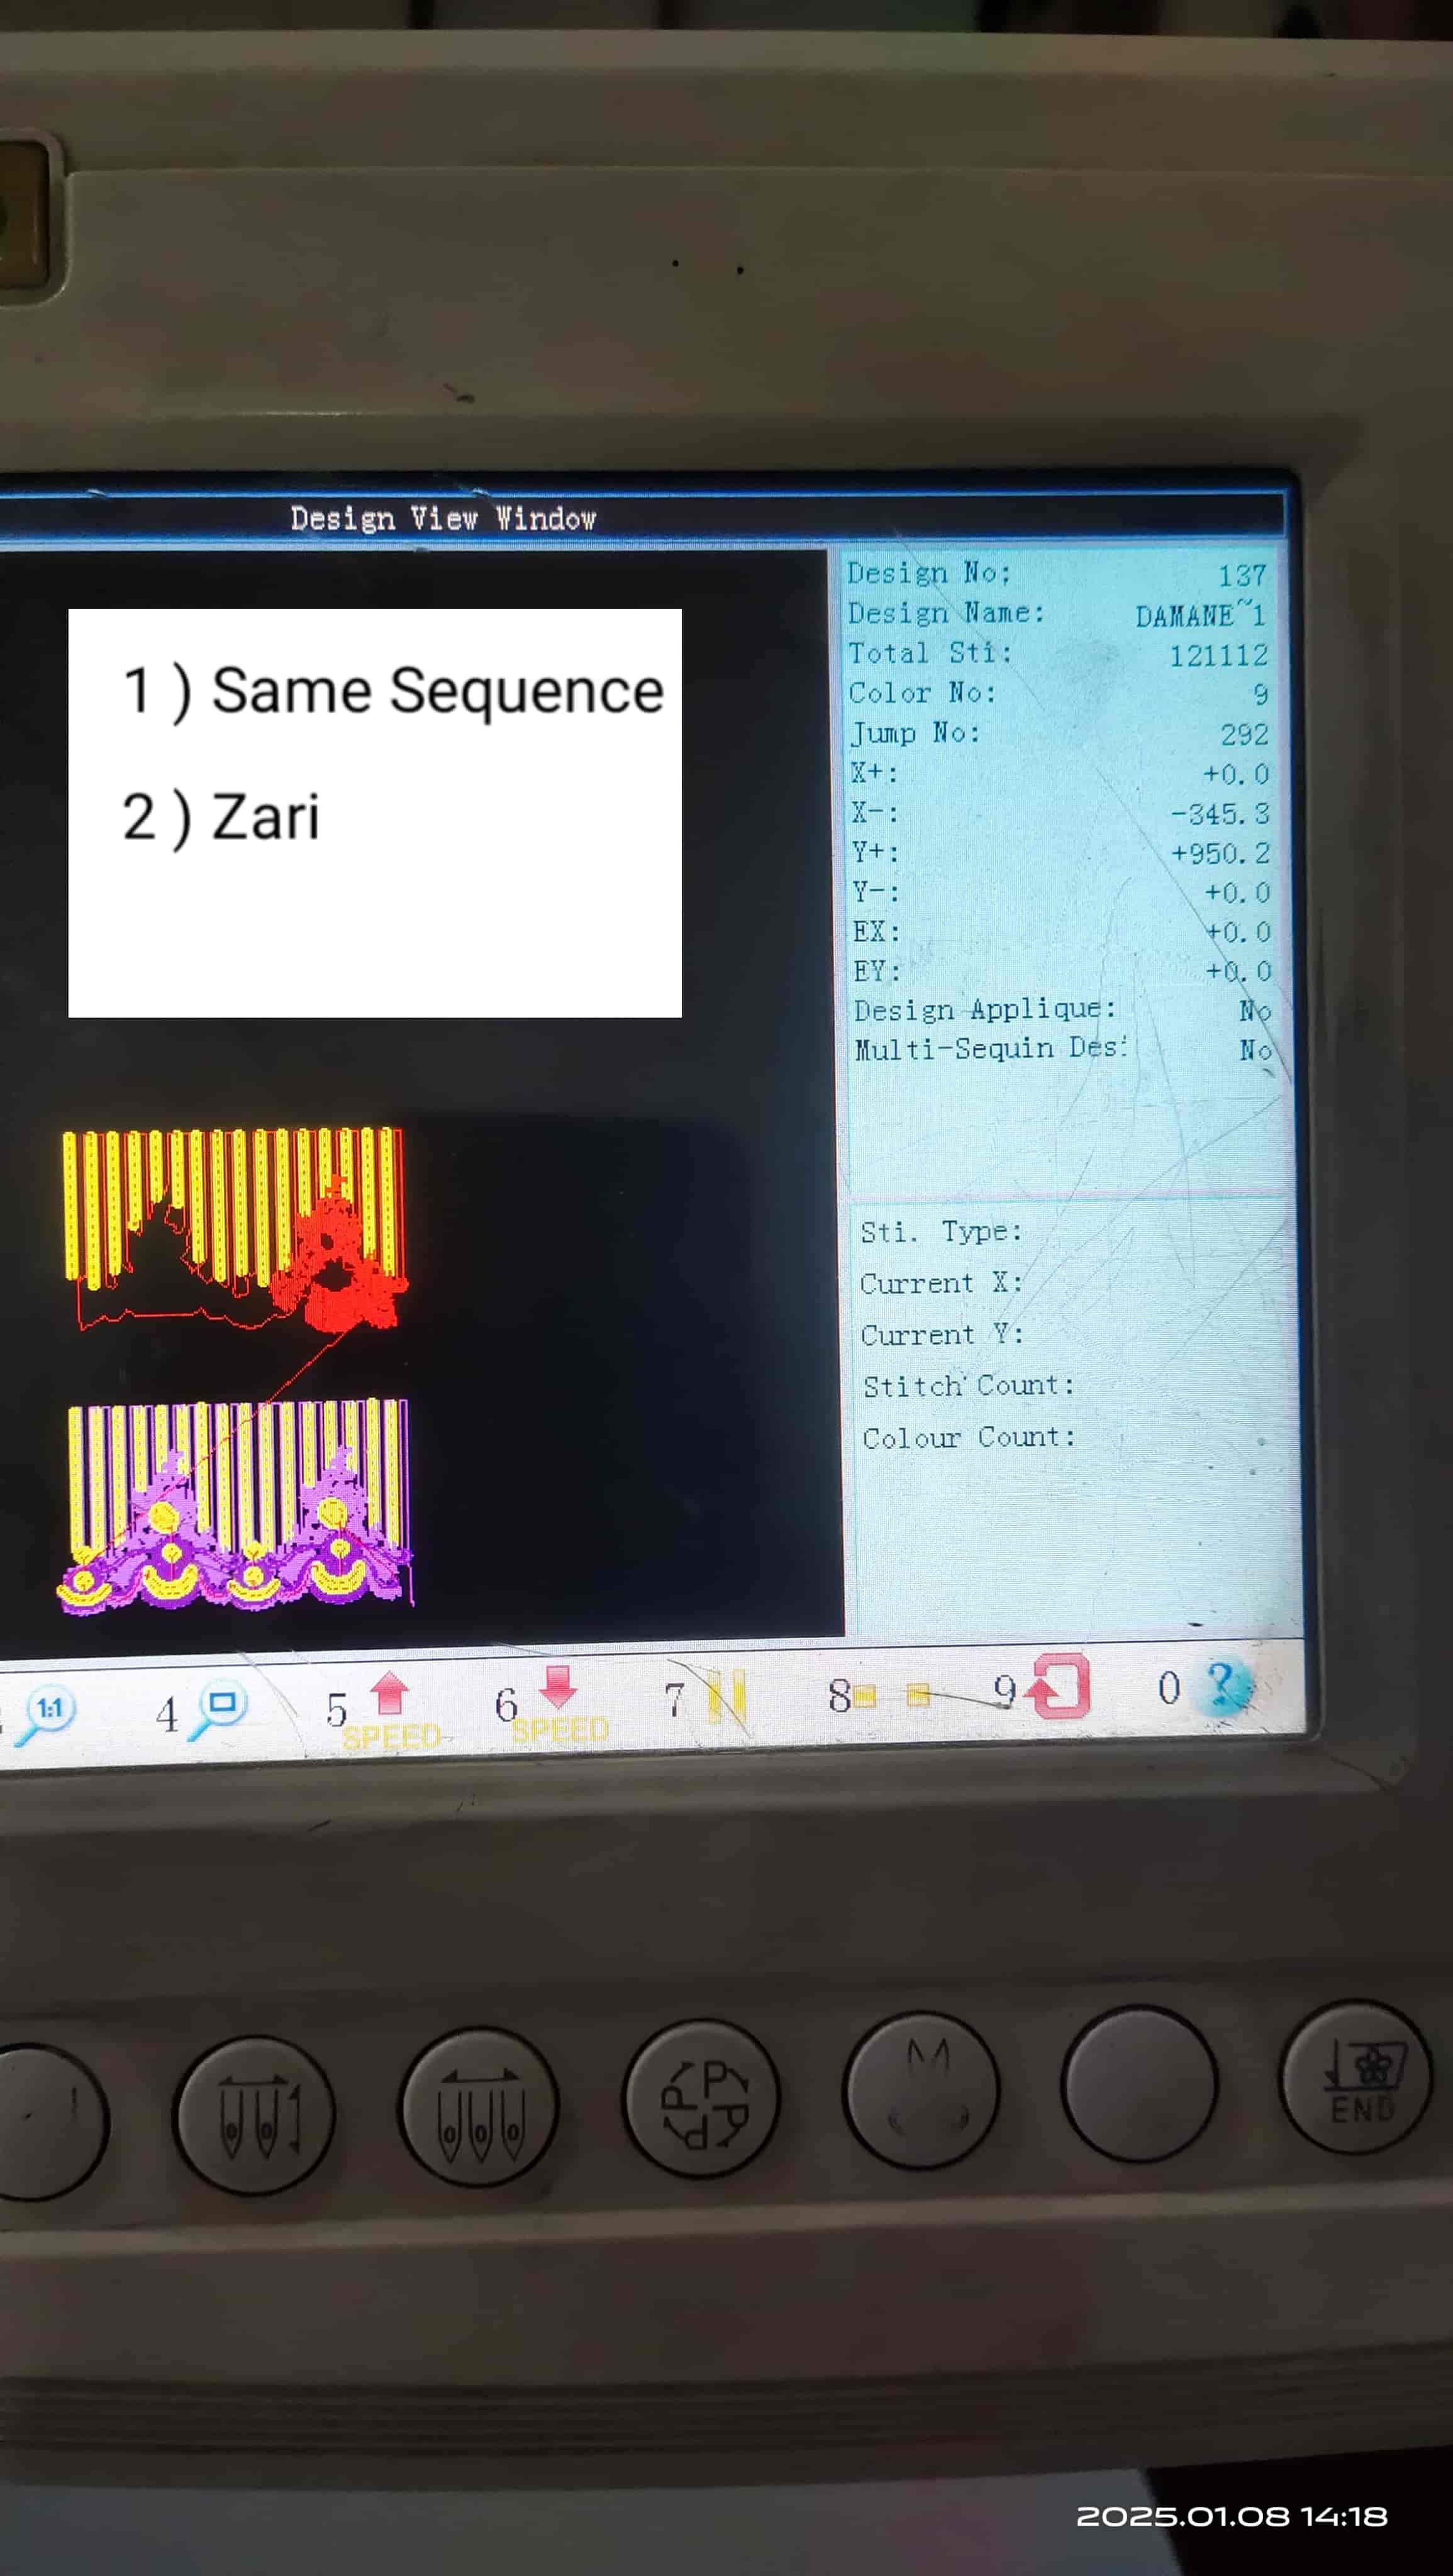 Design View Window
1 ) Same Sequence
2 ) Zari
Design No: 137
Design Name: DAMANE~1
Total Sti: 121112
Color No: 9
Jump No: 292
X+: +0.0
X-: -345.3
Y+: +950.2
Y-: +0.0
EX: +0.0
EY: +0.0
Design Applique: No
Multi-Sequin Des: No
Sti. Type:
Current X:
Current Y:
Stitch Count:
Colour Count:
1:1 4 5 SPEED 6 SPEED 7 8 9 0 ?
P P P P M END
2025.01.08 14:18